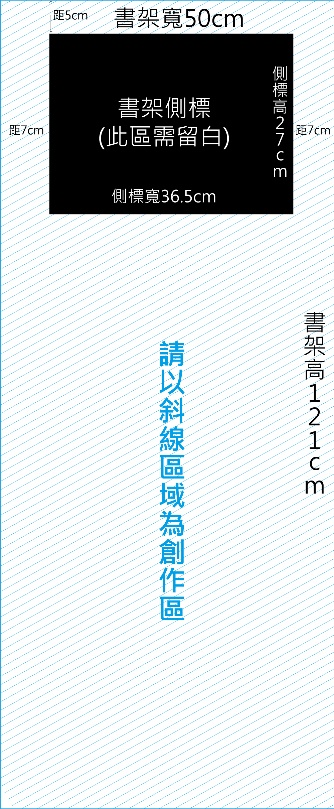 距5cm
書架寬50cm
書架側標
(此區需留白)
側標高27cm
距7cm
距7cm
側標寬36.5cm
書架高121cm
請以斜線區域為創作區